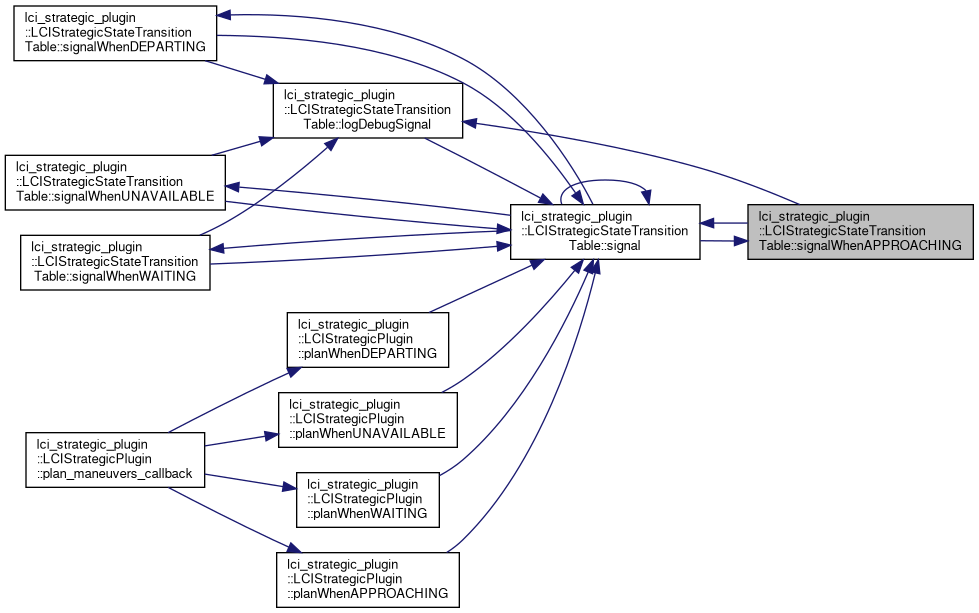 lci_strategic_plugin
::LCIStrategicStateTransition
Table::signalWhenDEPARTING
lci_strategic_plugin
::LCIStrategicStateTransition
Table::logDebugSignal
lci_strategic_plugin
::LCIStrategicStateTransition
Table::signalWhenUNAVAILABLE
lci_strategic_plugin
::LCIStrategicStateTransition
Table::signal
lci_strategic_plugin
::LCIStrategicStateTransition
Table::signalWhenAPPROACHING
lci_strategic_plugin
::LCIStrategicStateTransition
Table::signalWhenWAITING
lci_strategic_plugin
::LCIStrategicPlugin
::planWhenDEPARTING
lci_strategic_plugin
::LCIStrategicPlugin
::planWhenUNAVAILABLE
lci_strategic_plugin
::LCIStrategicPlugin
::plan_maneuvers_callback
lci_strategic_plugin
::LCIStrategicPlugin
::planWhenWAITING
lci_strategic_plugin
::LCIStrategicPlugin
::planWhenAPPROACHING